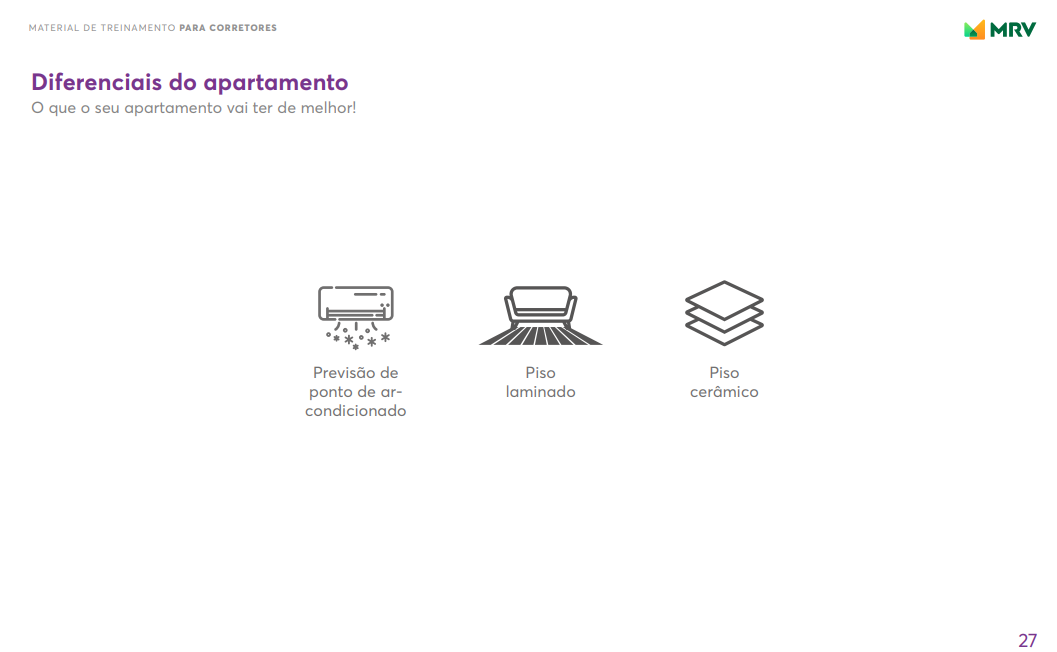 MATERIAL DE TREINAMENTO PARA CORRETORES
MRV
Diferenciais do apartamento
O que o seu apartamento vai ter de melhor!
Previsão de
ponto de ar-
condicionado
Piso
laminado
Piso
cerâmico
27